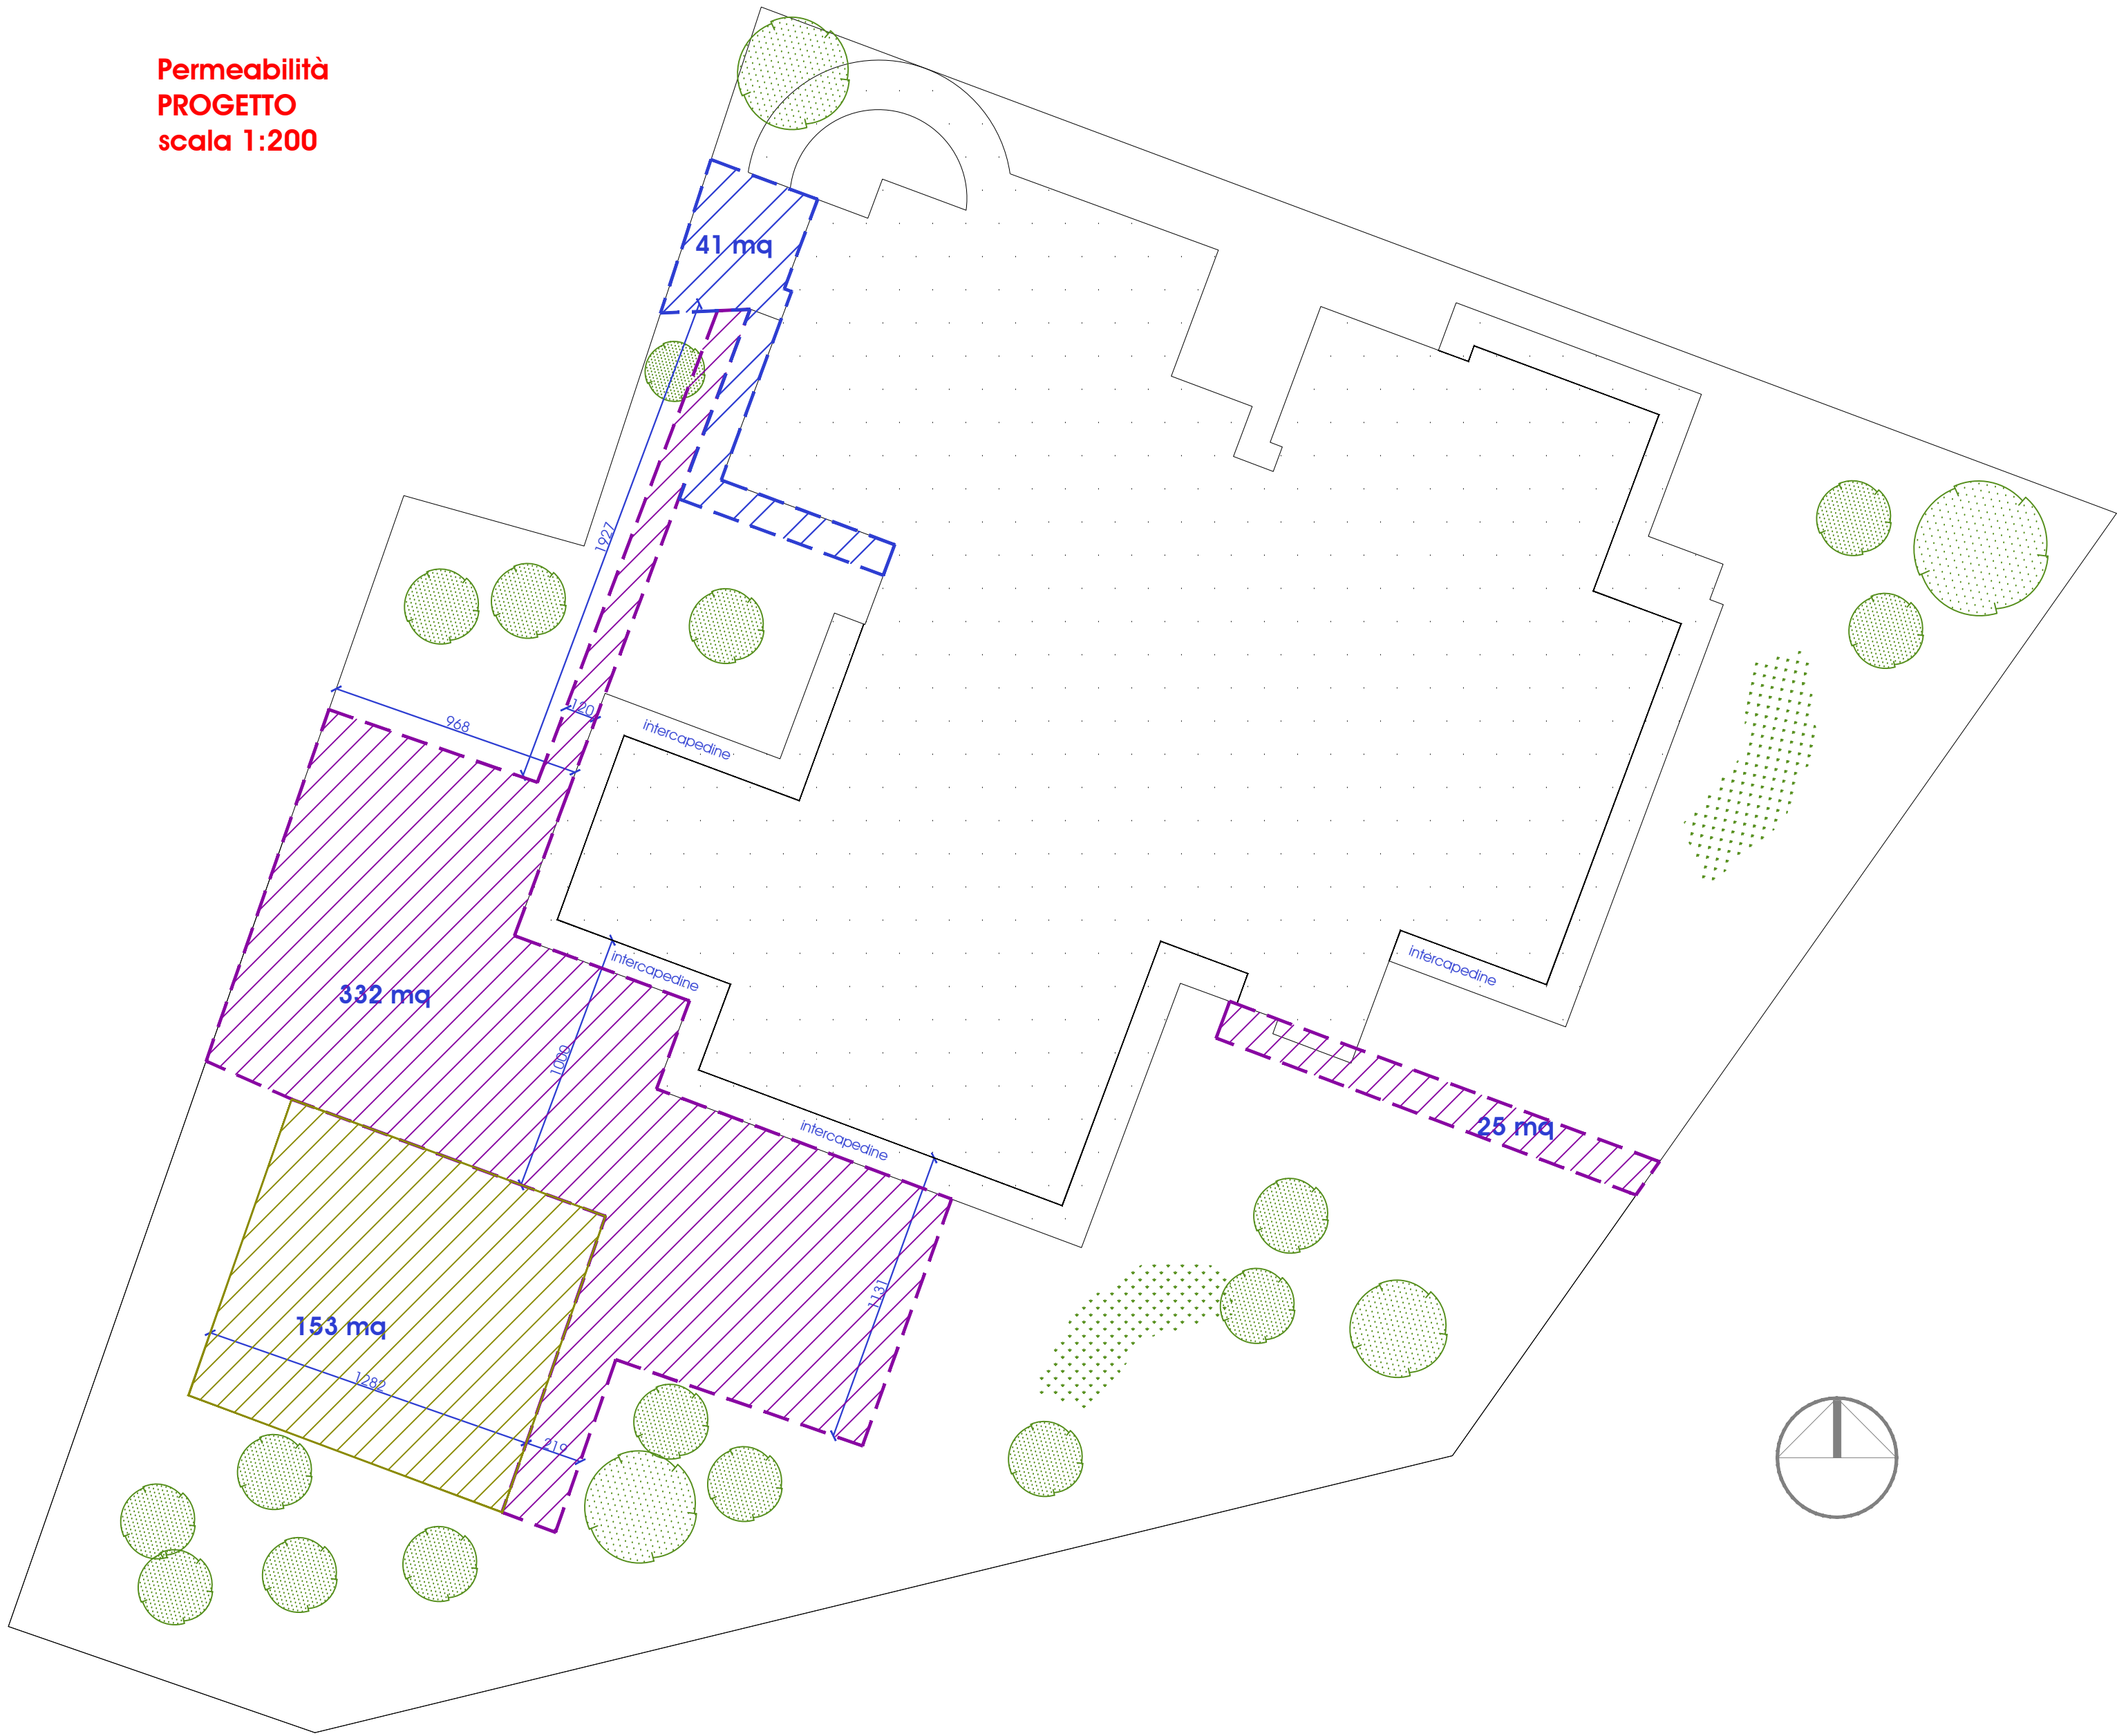 Permeabilità
PROGETTO
scala 1:200
41 mq
1927
968
120
intercapedine
intercapedine
intercapedine
332 mq
1000
intercapedine
25 mq
1131
153 mq
1282
219